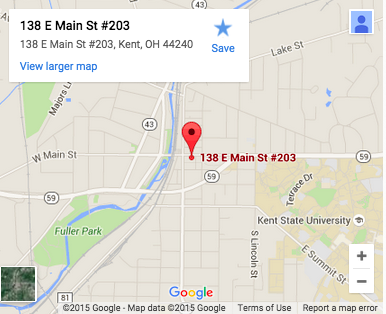 138 E Main St #203
138 E Main St #203, Kent, OH 44240
Save
View larger map
Lake St
Majors Ln
43
43
W Main St
138 E Main St #203
59
59
59
Terrace Dr
Fuller Park
Kent State University
S Lincoln St
E Summit St
81
43
Google
©2015 Google - Map data ©2015 Google
Terms of Use
Report a map error